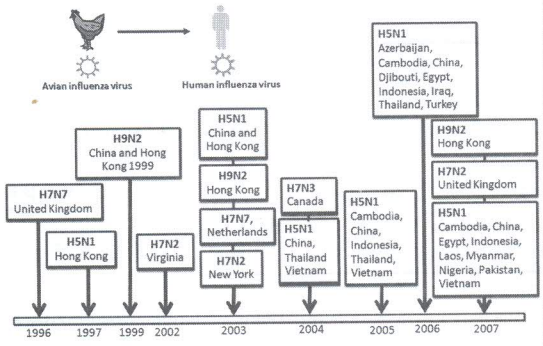 Avian influenza virus
Human influenza virus
H7N7
United Kingdom
H5N1
Hong Kong
H9N2
China and Hong
Kong 1999
H7N2
Virginia
H5N1
China and
Hong Kong
H9N2
Hong Kong
H7N7,
Netherlands
H7N2
New York
H7N3
Canada
H5N1
China,
Thailand
Vietnam
H5N1
Cambodia,
China,
Indonesia,
Thailand,
Vietnam
H5N1
Azerbaijan,
Cambodia, China,
Djibouti, Egypt,
Indonesia, Iraq,
Thailand, Turkey
H9N2
Hong Kong
H7N2
United Kingdom
H5N1
Cambodia, China,
Egypt, Indonesia,
Laos, Myanmar,
Nigeria, Pakistan,
Vietnam
1996 1997 1999 2002 2003 2004 2005 2006 2007